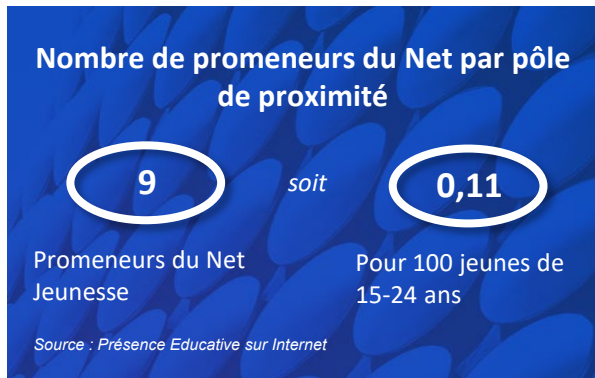 Nombre de promeneurs du Net par pôle
de proximité
9 soit 0,11
Promeneurs du Net
Jeunesse
Pour 100 jeunes de
15-24 ans
Source : Présence Educative sur Internet